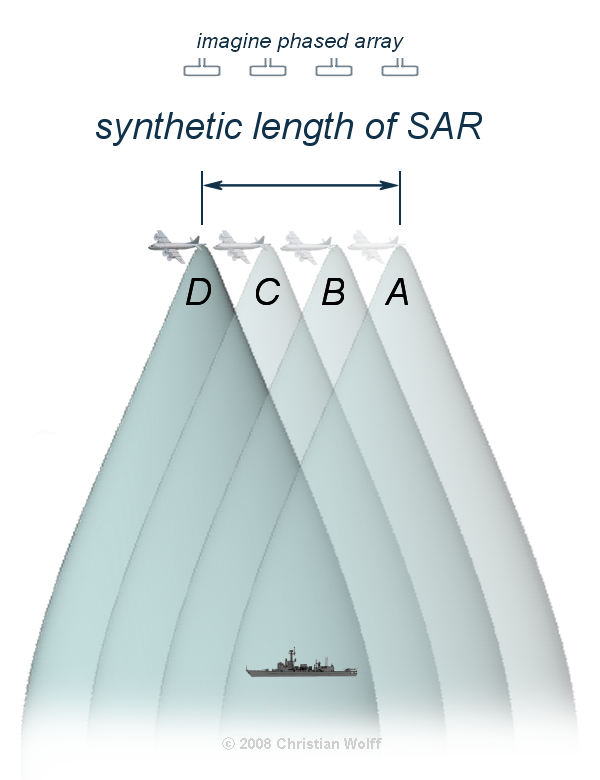 imagine phased array
synthetic length of SAR
D C B A
© 2008 Christian Wolff